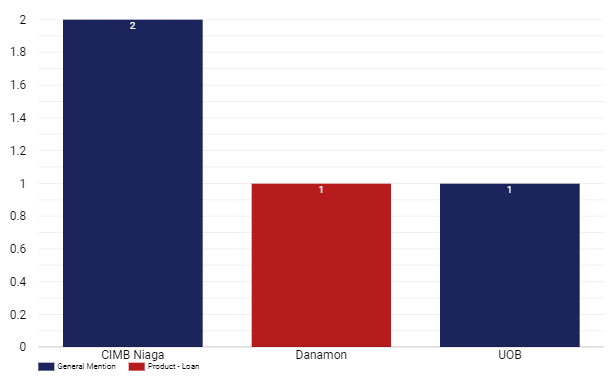 2
1.8
1.6
1.4
1.2
1
0.8
0.6
0.4
0.2
0
2
1
1
CIMB Niaga
Danamon
UOB
General Mention
Product - Loan